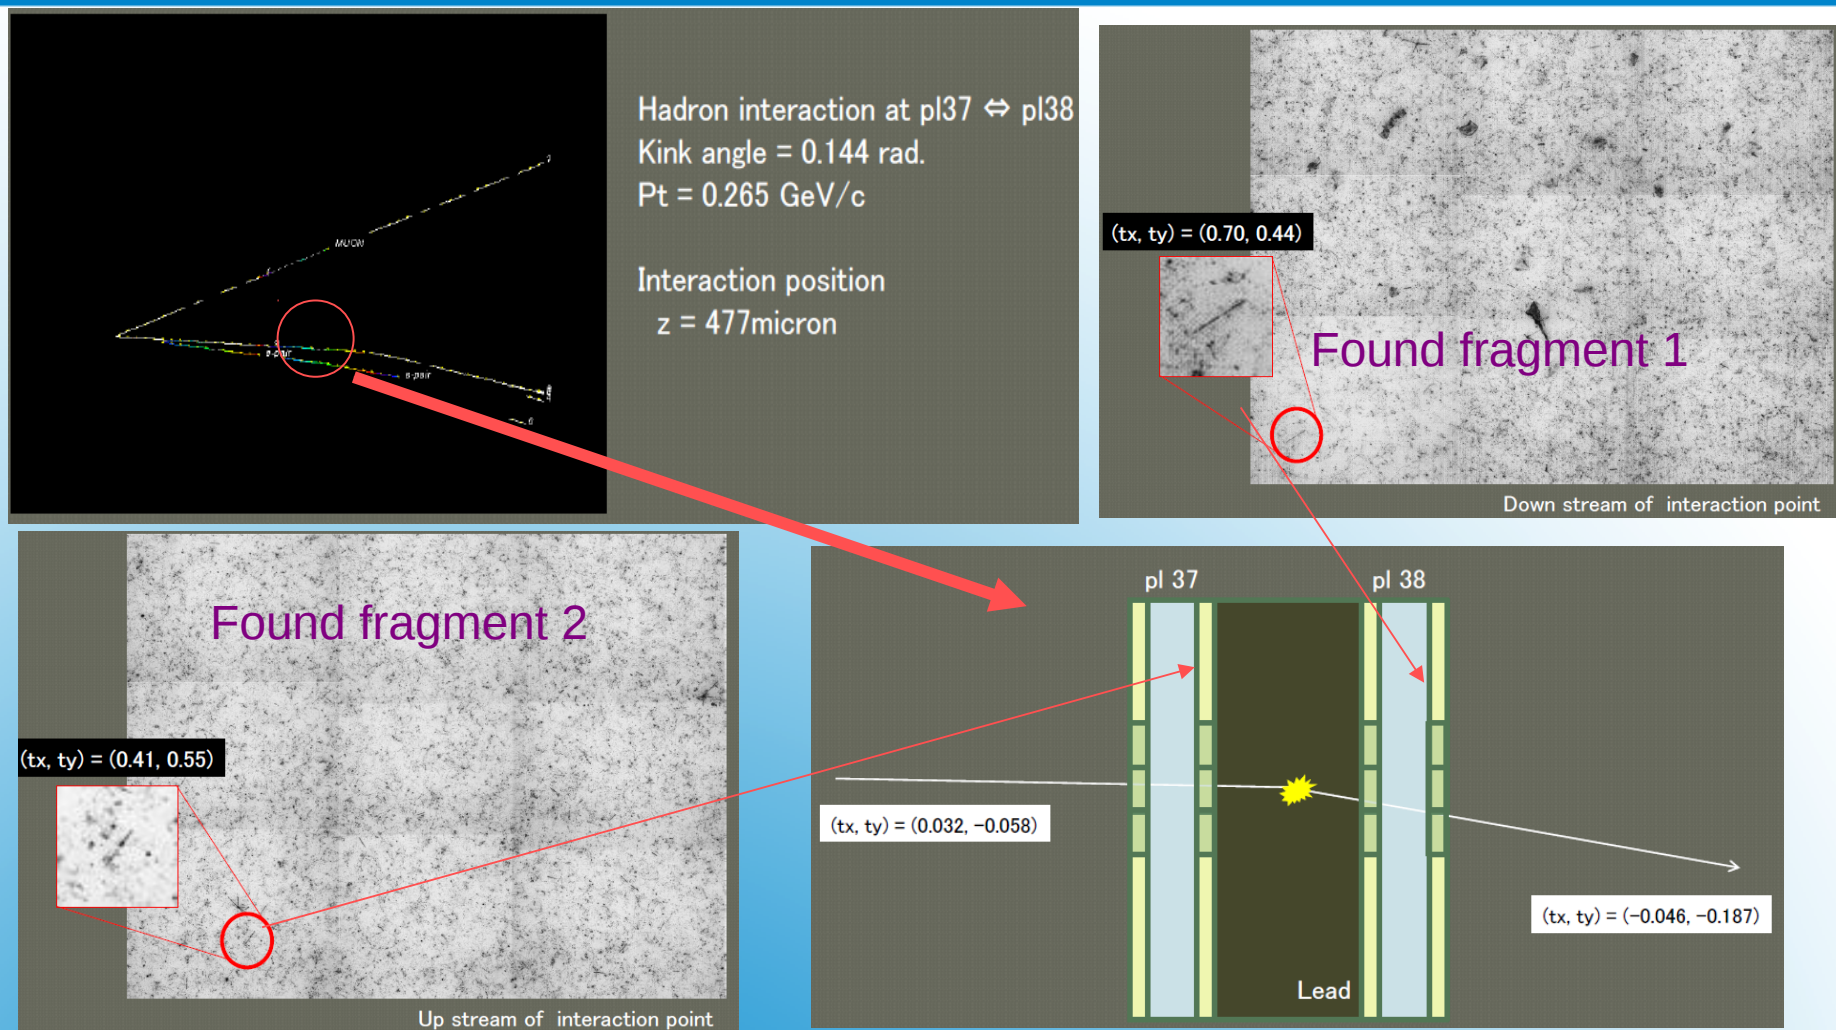 MUON
e-pair
e-pair
Hadron interaction at pl37 ⇔ pl38
Kink angle = 0.144 rad.
Pt = 0.265 GeV/c
Interaction position
z = 477micron
(tx, ty) = (0.70, 0.44)
Found fragment 1
Down stream of interaction point
Found fragment 2
(tx, ty) = (0.41, 0.55)
Up stream of interaction point
pl 37
pl 38
(tx, ty) = (0.032, −0.058)
(tx, ty) = (−0.046, −0.187)
Lead